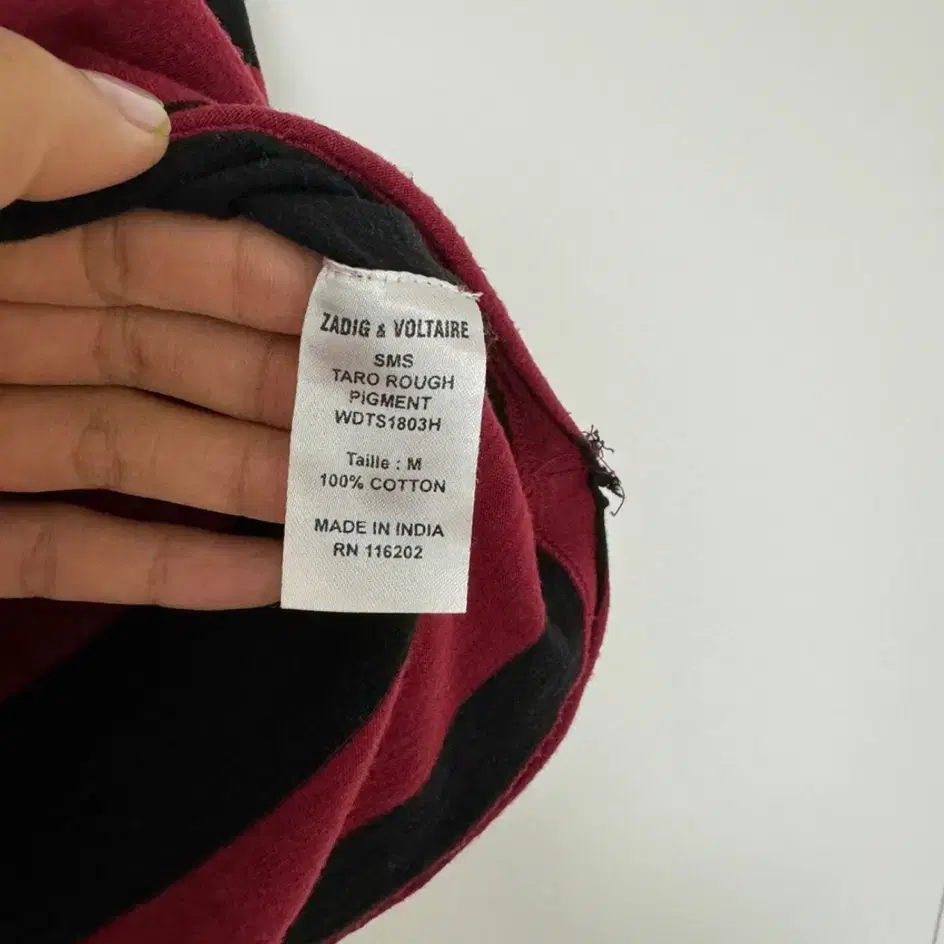 ZADIG & VOLTAIRE
SMS
TARO ROUGH
PIGMENT
WDTS1803H
Taille : M
100% COTTON
MADE IN INDIA
RN 116202